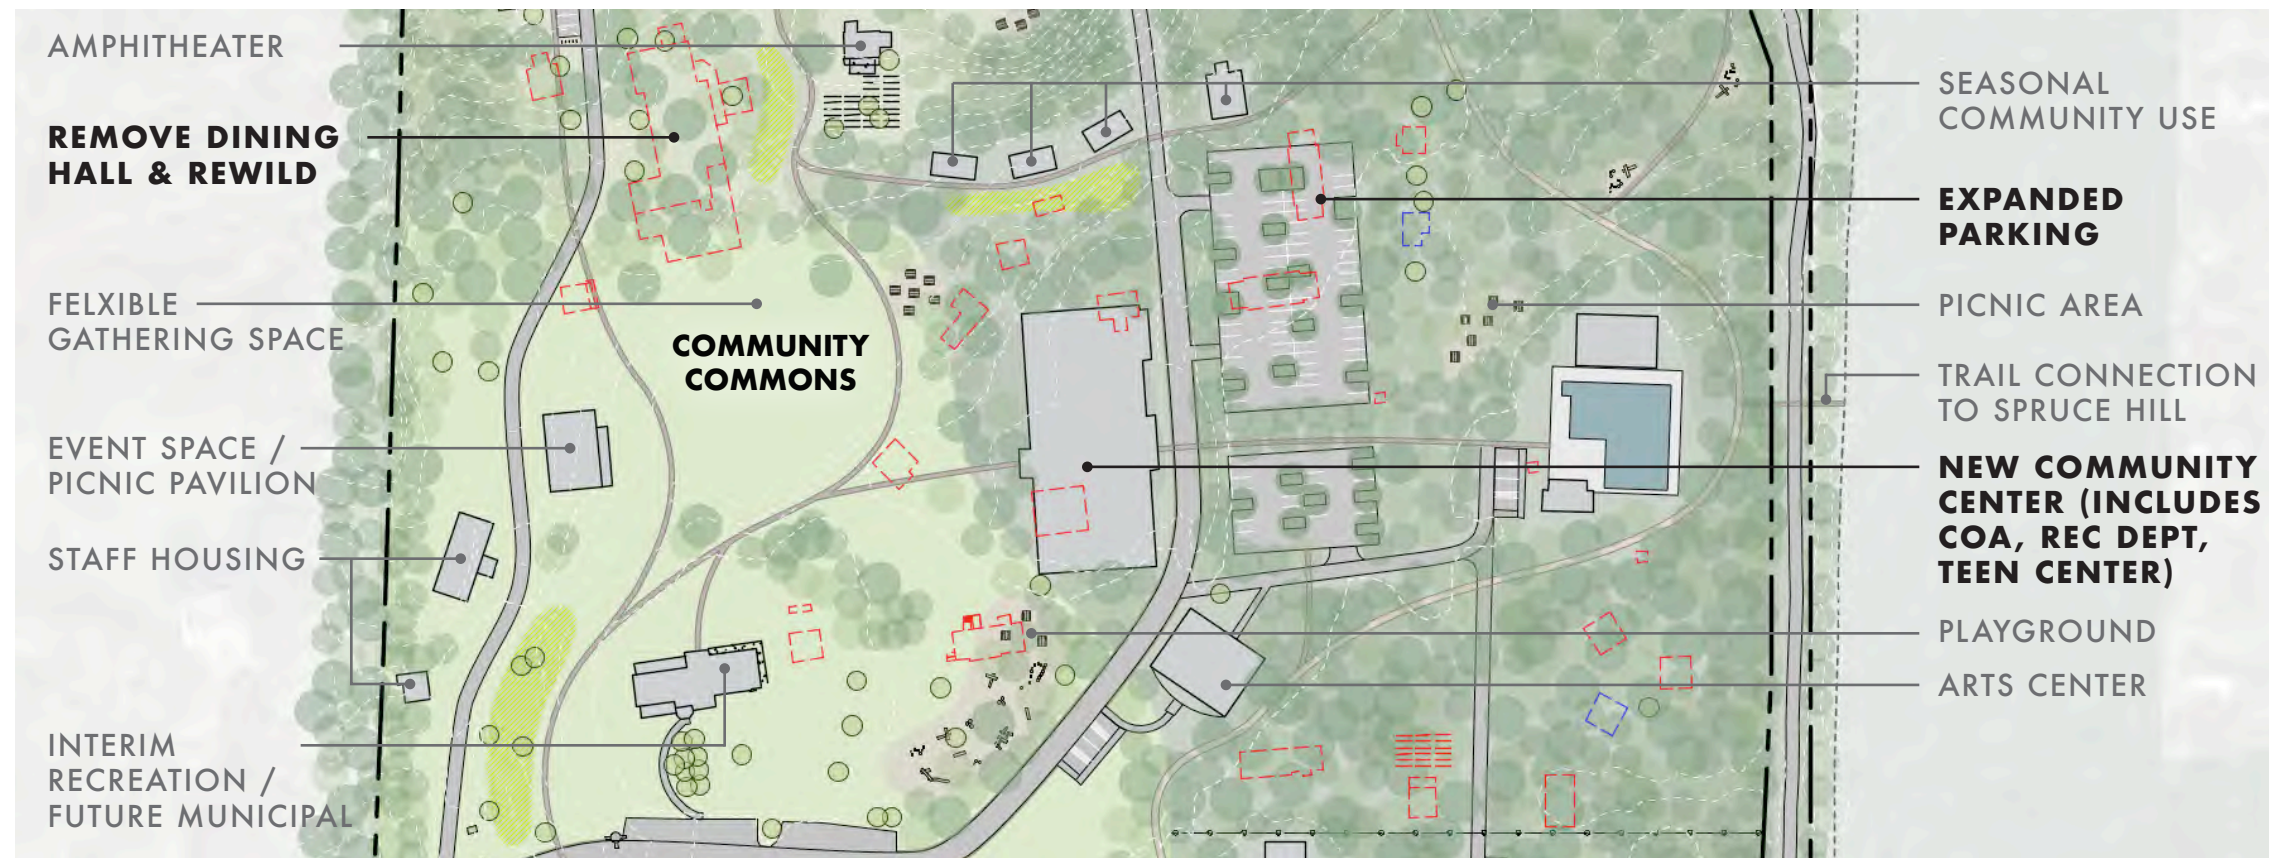 AMPHITHEATER
REMOVE DINING
HALL & REWILD
FELXIBLE
GATHERING SPACE
EVENT SPACE /
PICNIC PAVILION
STAFF HOUSING
INTERIM
RECREATION /
FUTURE MUNICIPAL
COMMUNITY
COMMONS
SEASONAL
COMMUNITY USE
EXPANDED
PARKING
PICNIC AREA
TRAIL CONNECTION
TO SPRUCE HILL
NEW COMMUNITY
CENTER (INCLUDES
COA, REC DEPT,
TEEN CENTER)
PLAYGROUND
ARTS CENTER